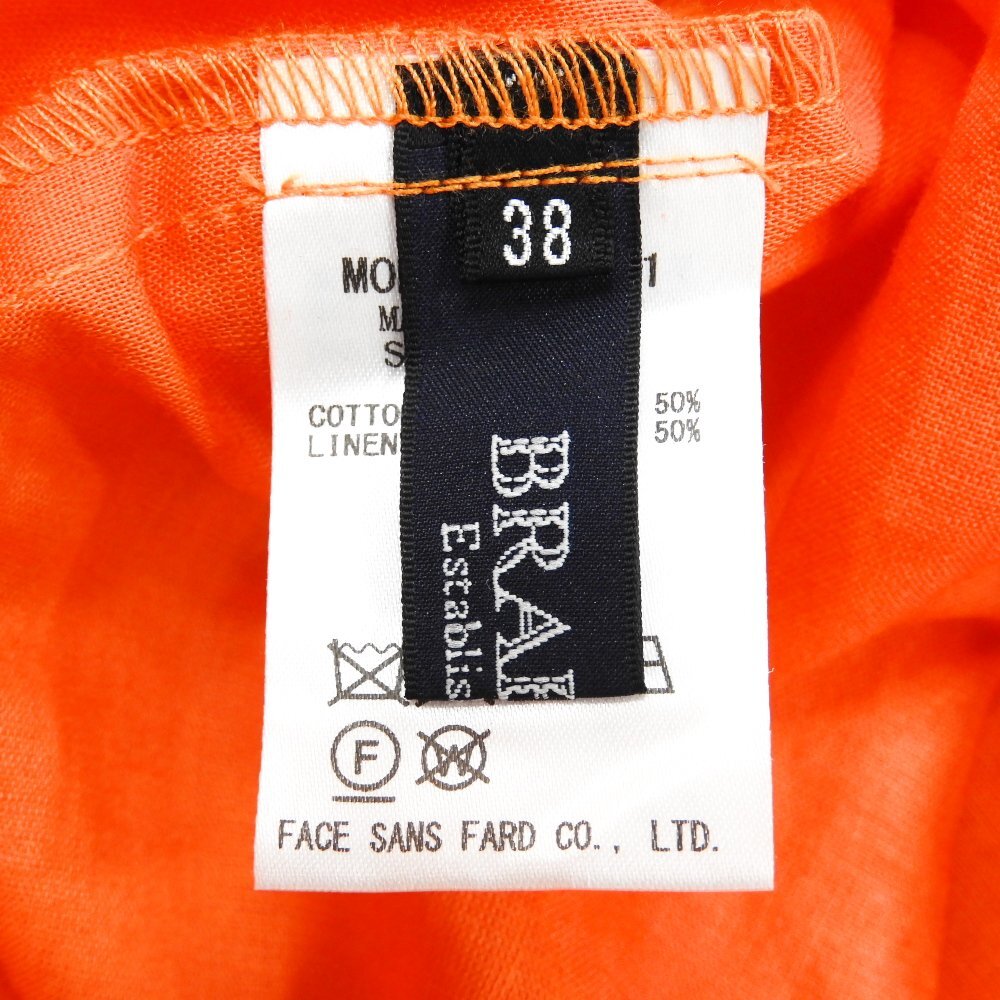 38
MO 1
MA
S
COTTO 50%
LINEN 50%
BRA
Establis
F W
FACE SANS FARD CO., LTD.